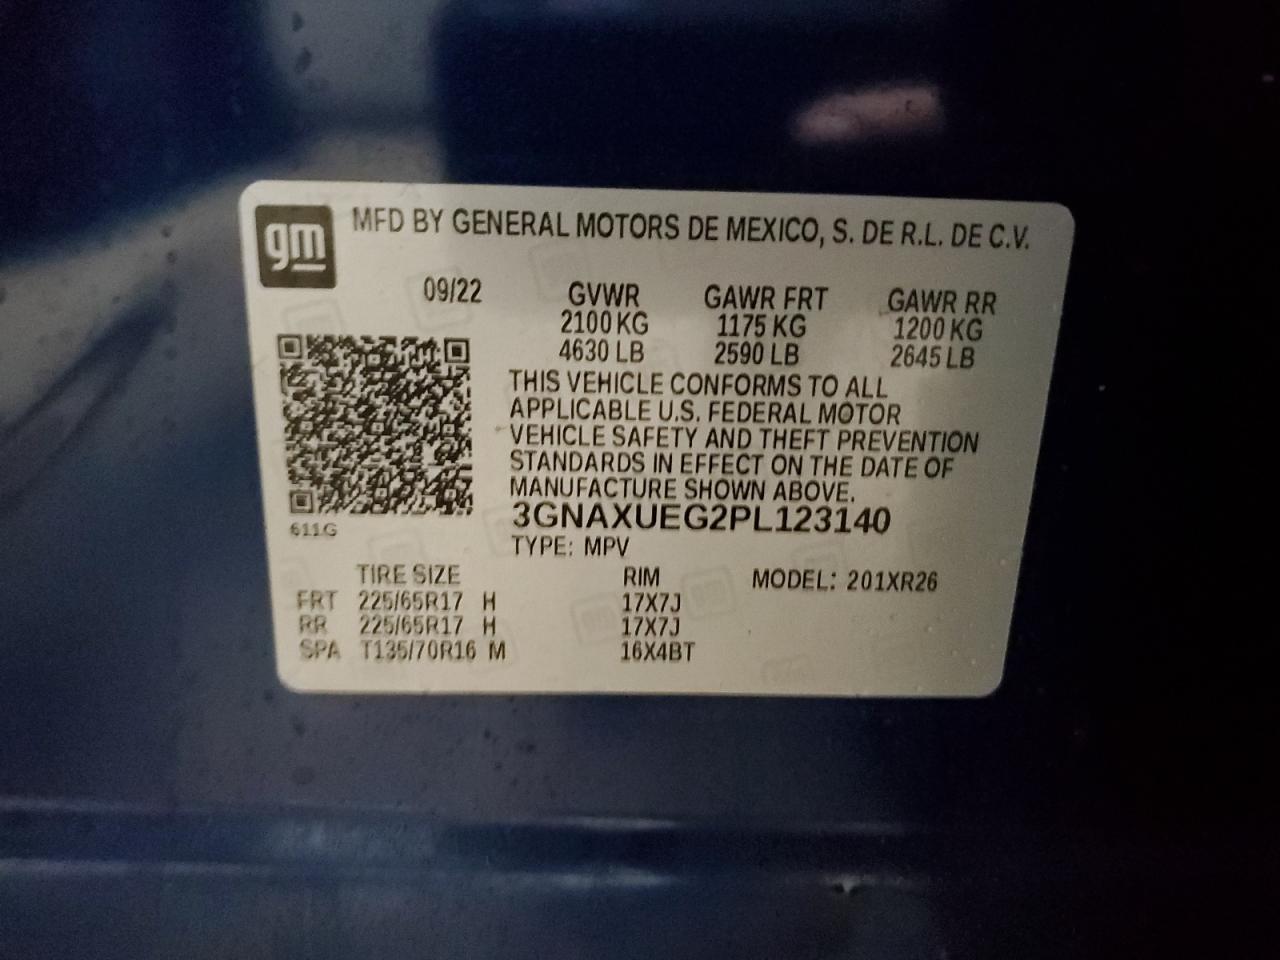 gm
MFD BY GENERAL MOTORS DE MEXICO, S. DE R.L. DE C.V.
09/22 GVWR GAWR FRT GAWR RR
2100 KG 1175 KG 1200 KG
4630 LB 2590 LB 2645 LB
THIS VEHICLE CONFORMS TO ALL
APPLICABLE U.S. FEDERAL MOTOR
VEHICLE SAFETY AND THEFT PREVENTION
STANDARDS IN EFFECT ON THE DATE OF
MANUFACTURE SHOWN ABOVE.
611G
3GNAXUEG2PL123140
TYPE: MPV
TIRE SIZE RIM MODEL: 201XR26
FRT 225/65R17 H 17X7J
RR 225/65R17 H 17X7J
SPA T135/70R16 M 16X4BT